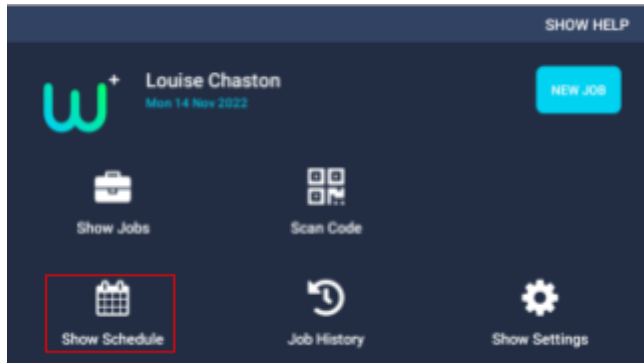 SHOW HELP
Louise Chaston
Mon 14 Nov 2022
NEW JOB
Show Jobs
Scan Code
Show Schedule
Job History
Show Settings